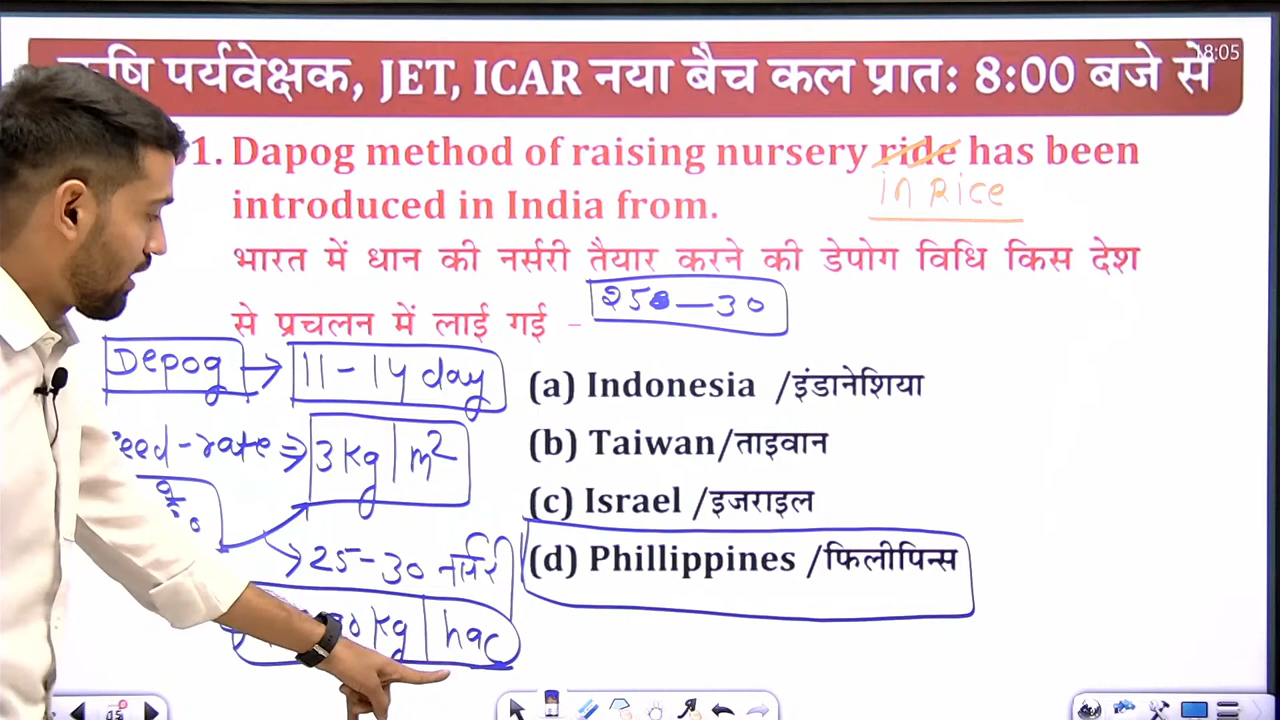 18:05
कृषि पर्यवेक्षक, JET, ICAR नया बैच कल प्रात: 8:00 बजे से
1. Dapog method of raising nursery ride has been
in Rice
introduced in India from.
भारत में धान की नर्सरी तैयार करने की डेपोग विधि किस देश
से प्रचलन में लाई गई -
250-30
Depog → 11-14 day
(a) Indonesia /इंडानेशिया
eed-rate ⇒ 3 kg | m²
(b) Taiwan/ताइवान
(c) Israel /इजराइल
→ 25-30 नर्सरी
(d) Phillippines /फिलीपिन्स
kg | hac